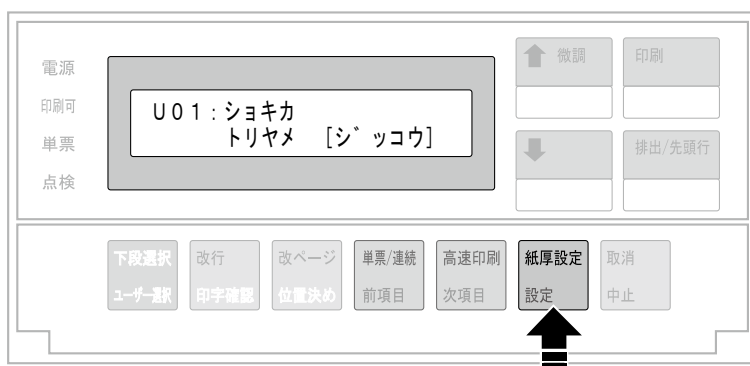 電源
印刷可
単票
点検
U01:ショキカ
トリヤメ [ジッコウ]
微調
印刷
排出/先頭行
下段選択
ユーザー選択
改行
印字確認
改ページ
位置決め
単票/連続
前項目
高速印刷
次項目
紙厚設定
設定
取消
中止